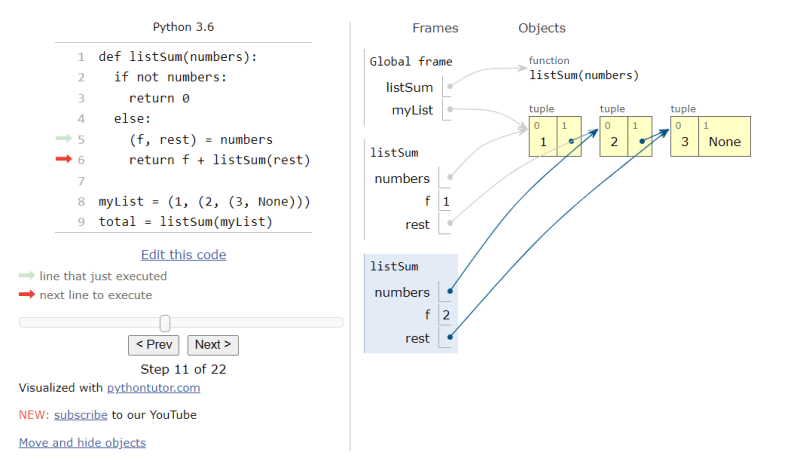 Python 3.6
1 def listSum(numbers):
2 if not numbers:
3 return 0
4 else:
5 (f, rest) = numbers
6 return f + listSum(rest)
7
8 myList = (1, (2, (3, None)))
9 total = listSum(myList)
Edit this code
line that just executed
next line to execute
< Prev Next >
Step 11 of 22
Visualized with pythontutor.com
NEW: subscribe to our YouTube
Move and hide objects
Frames Objects
Global frame
listSum
myList
function
listSum(numbers)
tuple
0 1
1
tuple
0 1
2
tuple
0 1
3 None
listSum
numbers
f 1
rest
listSum
numbers
f 2
rest